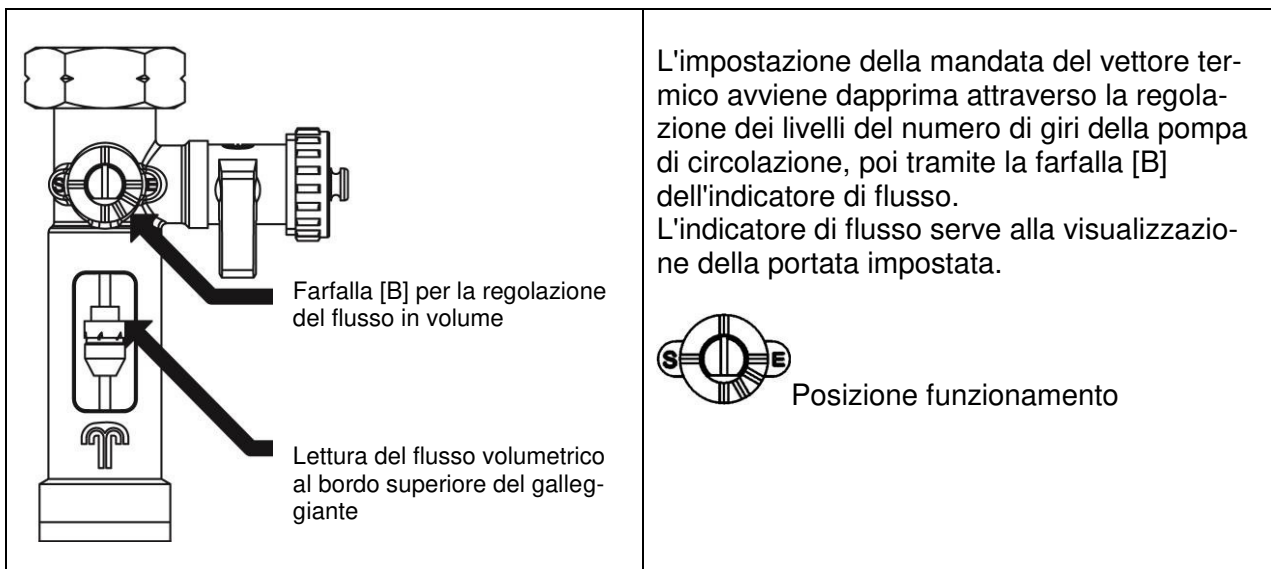 Farfalla [B] per la regolazione
del flusso in volume
Lettura del flusso volumetrico
al bordo superiore del galleg-
giante
L'impostazione della mandata del vettore ter-
mico avviene dapprima attraverso la regola-
zione dei livelli del numero di giri della pompa
di circolazione, poi tramite la farfalla [B]
dell'indicatore di flusso.
L'indicatore di flusso serve alla visualizzazio-
ne della portata impostata.
S E
Posizione funzionamento
S E